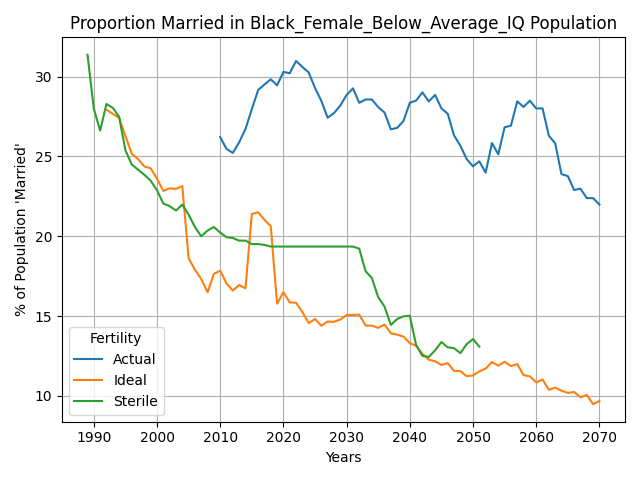 Proportion Married in Black_Female_Below_Average_IQ Population
% of Population 'Married'
30
25
20
15
10
Fertility
Actual
Ideal
Sterile
1990 2000 2010 2020 2030 2040 2050 2060 2070
Years